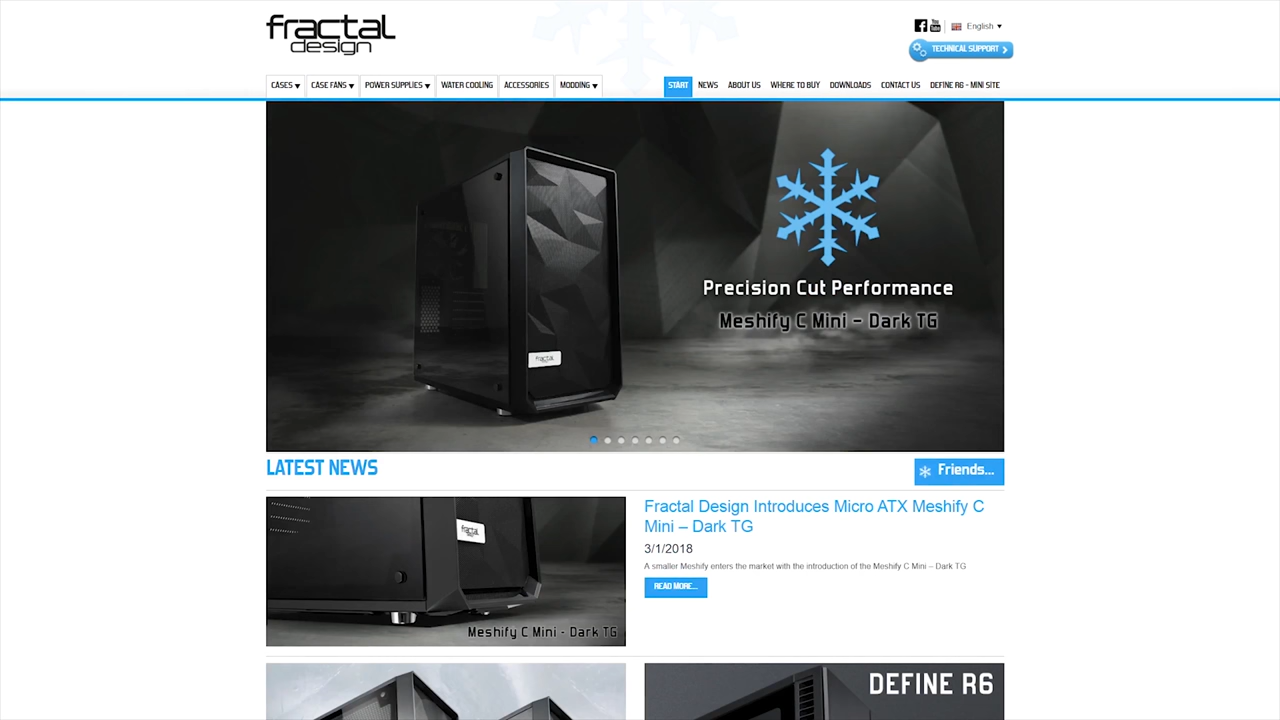 fractal
design
English
TECHNICAL SUPPORT
CASES
CASE FANS
POWER SUPPLIES
WATER COOLING
ACCESSORIES
MODDING
START
NEWS
ABOUT US
WHERE TO BUY
DOWNLOADS
CONTACT US
DEFINE R6 - MINI SITE
Precision Cut Performance
Meshify C Mini – Dark TG
fractal
LATEST NEWS
Friends...
fractal
Meshify C Mini - Dark TG
Fractal Design Introduces Micro ATX Meshify C
Mini – Dark TG
3/1/2018
A smaller Meshify enters the market with the introduction of the Meshify C Mini – Dark TG
READ MORE...
DEFINE R6